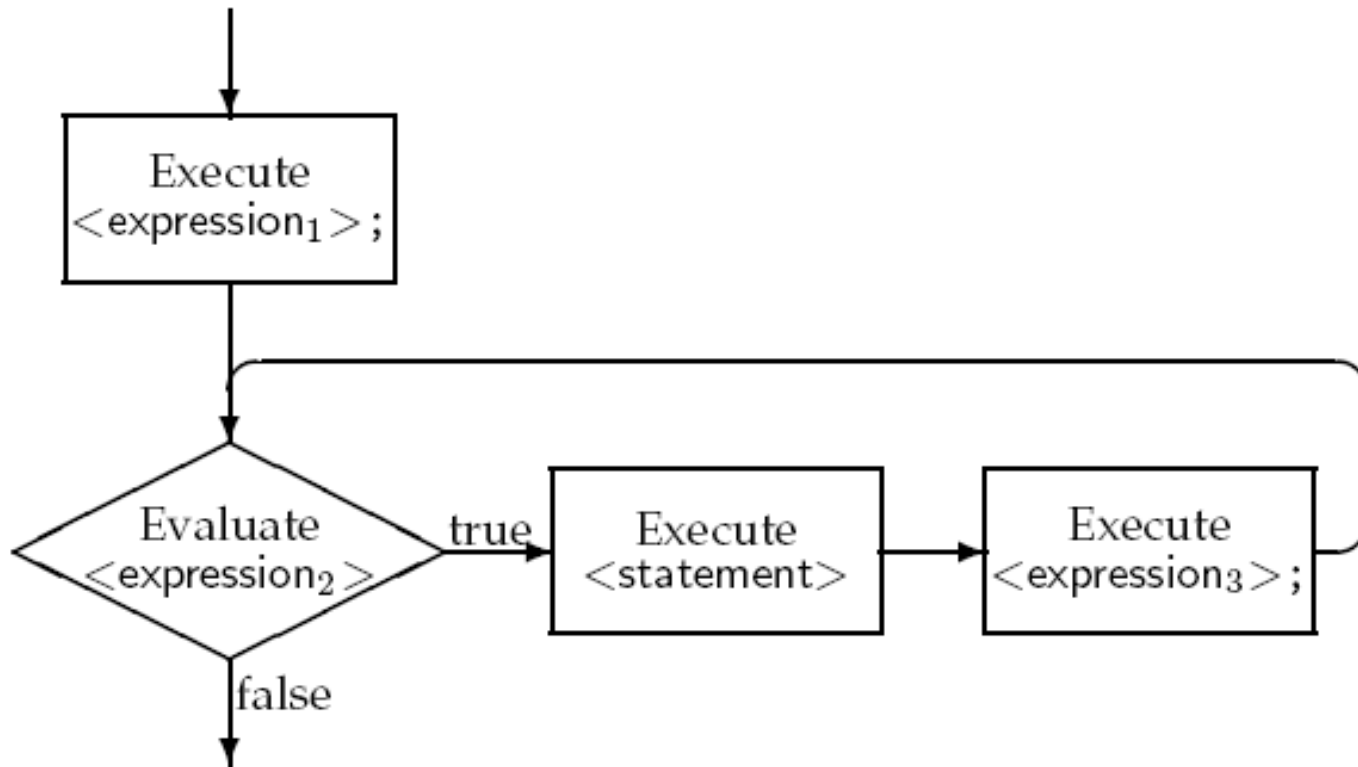 Execute
<expression₁>;
Evaluate
<expression₂>
true
Execute
<statement>
Execute
<expression₃>;
false